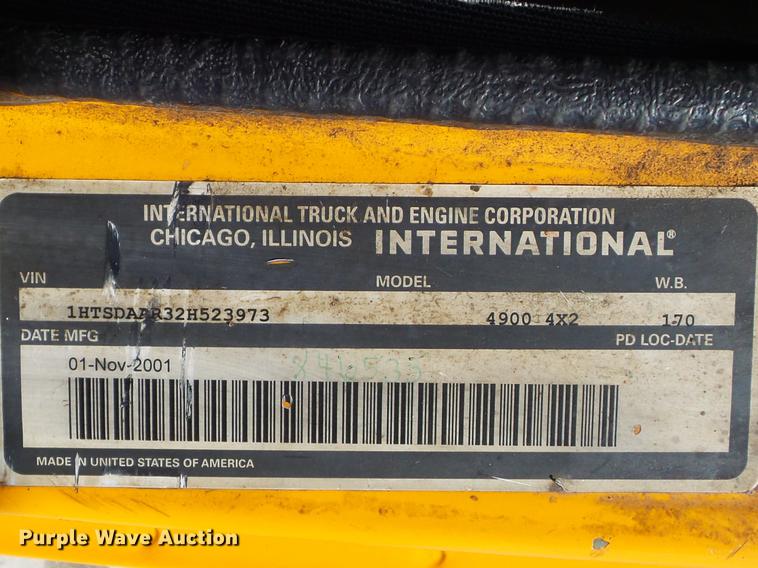 INTERNATIONAL TRUCK AND ENGINE CORPORATION
CHICAGO, ILLINOIS INTERNATIONAL®
VIN MODEL W.B.
1HTSDAAR32H523973 4900 4X2 170
DATE MFG PD LOC-DATE
01-Nov-2001
MADE IN UNITED STATES OF AMERICA
Purple Wave Auction